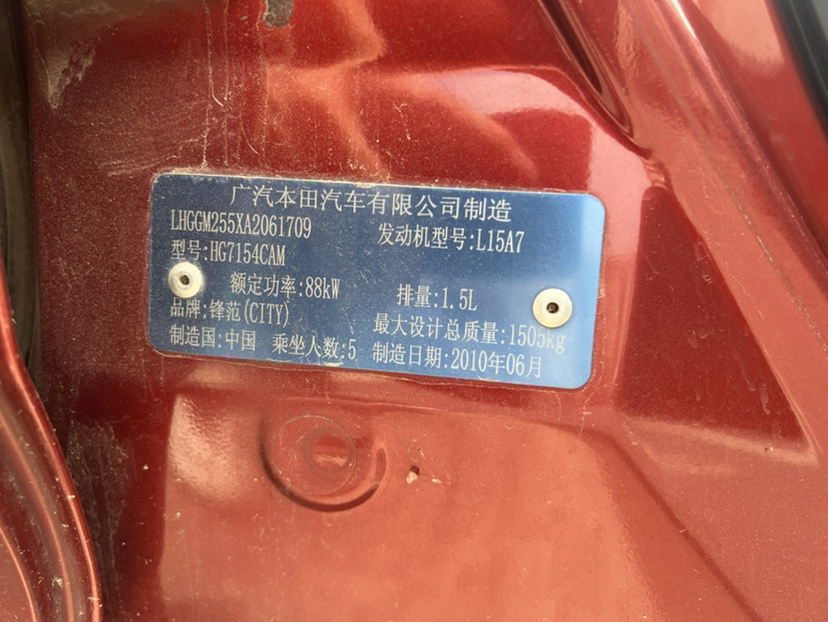 广汽本田汽车有限公司制造
LHGGM255XA2061709 发动机型号:L15A7
型号:HG7154CAM
额定功率:88kW 排量:1.5L
品牌:锋范(CITY) 最大设计总质量:1505kg
制造国:中国 乘坐人数:5 制造日期:2010年06月